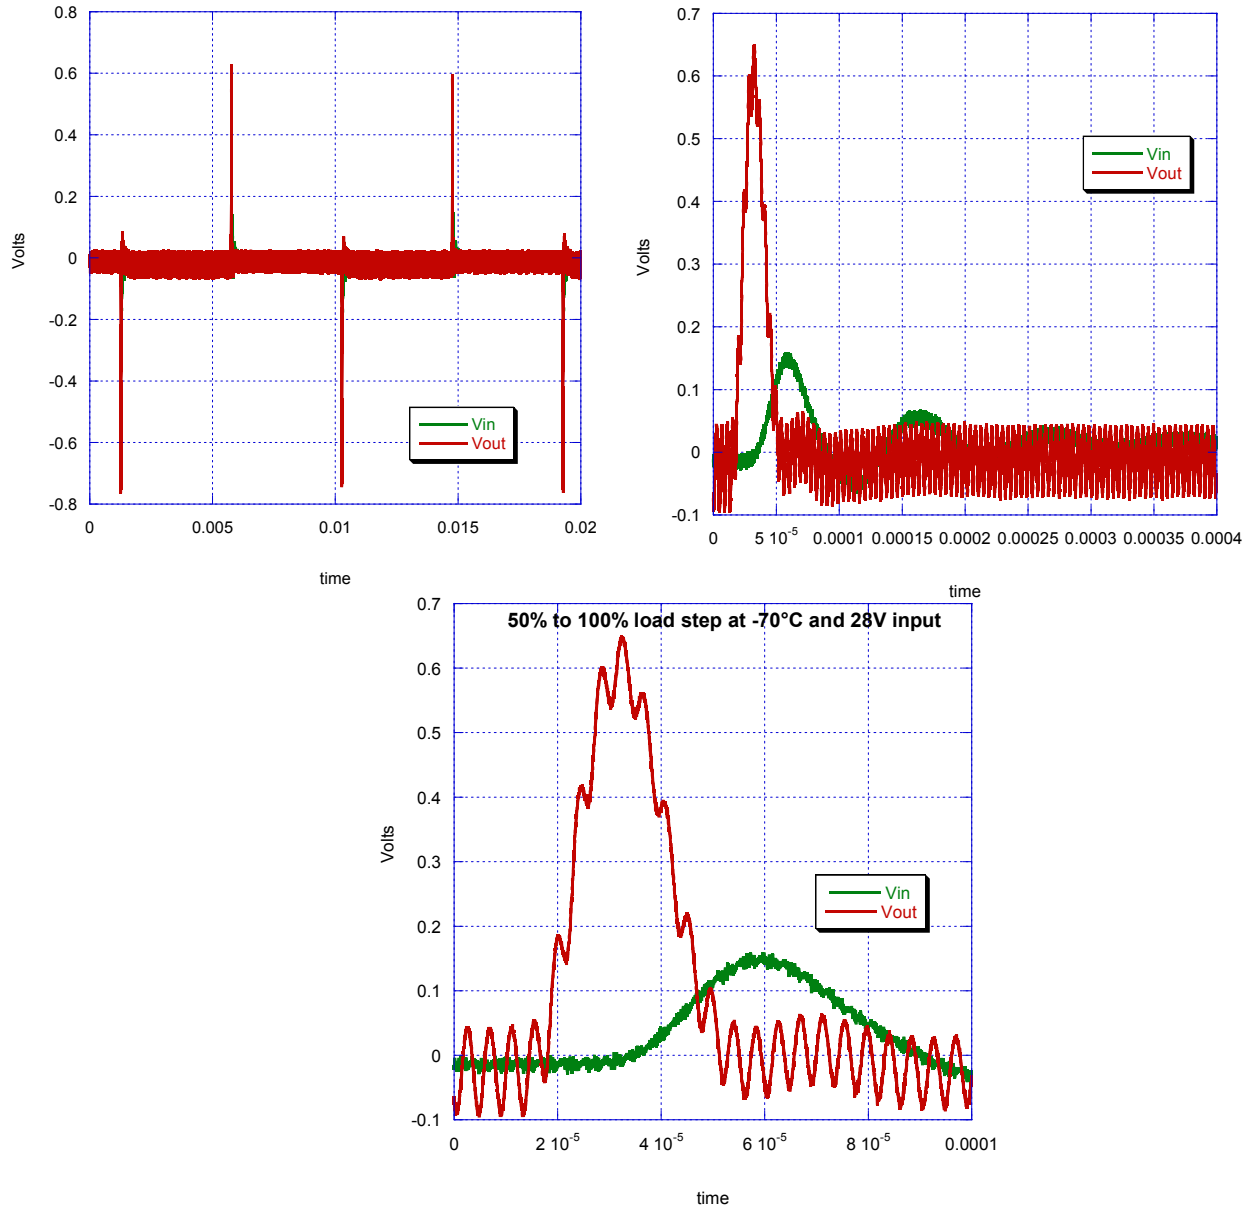 0.8
0.6
0.4
0.2
0
-0.2
-0.4
-0.6
-0.8
Volts
Vin
Vout
0 0.005 0.01 0.015 0.02
time
0.7
0.6
0.5
0.4
0.3
0.2
0.1
0
-0.1
Volts
Vin
Vout
0 5 10-5 0.0001 0.00015 0.0002 0.00025 0.0003 0.00035 0.0004
time
50% to 100% load step at -70°C and 28V input
0.7
0.6
0.5
0.4
0.3
0.2
0.1
0
-0.1
Volts
Vin
Vout
0 2 10-5 4 10-5 6 10-5 8 10-5 0.0001
time